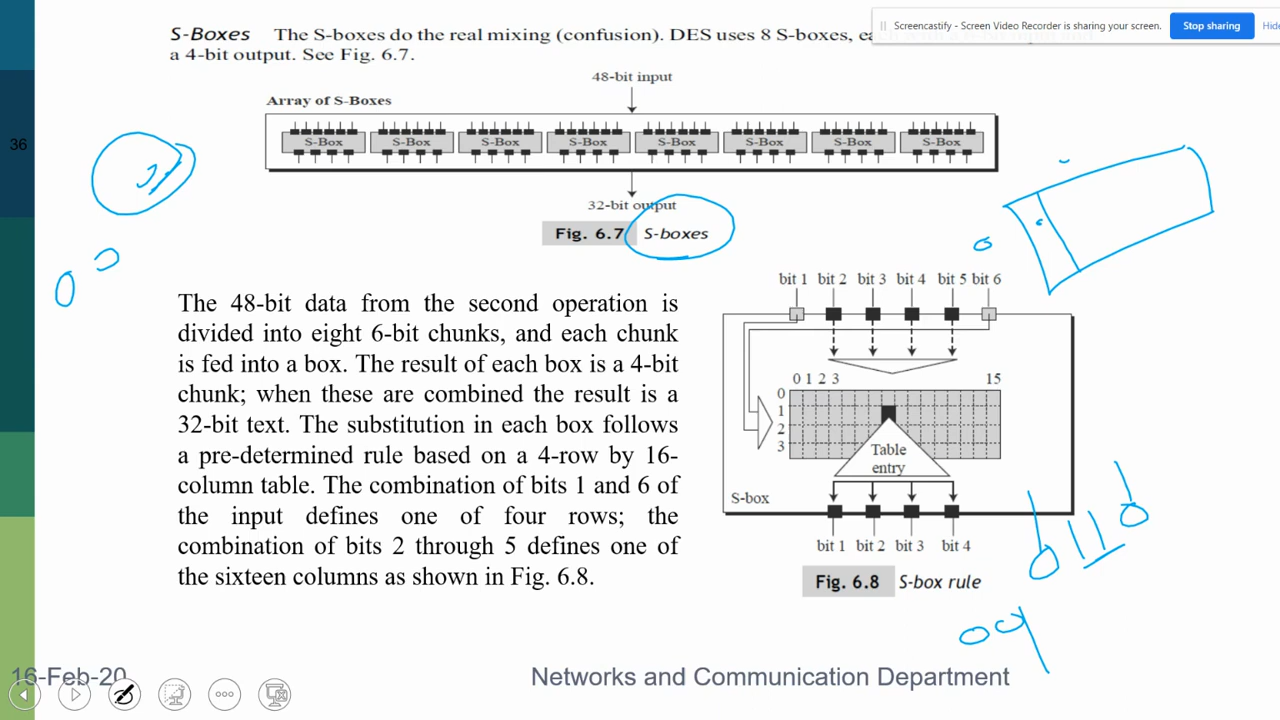 S-Boxes The S-boxes do the real mixing (confusion). DES uses 8 S-boxes,
a 4-bit output. See Fig. 6.7.
Screencastify - Screen Video Recorder is sharing your screen.
Stop sharing
48-bit input
Array of S-Boxes
36
S-Box S-Box S-Box S-Box S-Box S-Box S-Box S-Box
32-bit output
Fig. 6.7 S-boxes
The 48-bit data from the second operation is
divided into eight 6-bit chunks, and each chunk
is fed into a box. The result of each box is a 4-bit
chunk; when these are combined the result is a
32-bit text. The substitution in each box follows
a pre-determined rule based on a 4-row by 16-
column table. The combination of bits 1 and 6 of
the input defines one of four rows; the
combination of bits 2 through 5 defines one of
the sixteen columns as shown in Fig. 6.8.
bit 1 bit 2 bit 3 bit 4 bit 5 bit 6
0 1 2 3 15
0
1
2
3
Table
entry
S-box
bit 1 bit 2 bit 3 bit 4
Fig. 6.8 S-box rule
16-Feb-20
Networks and Communication Department